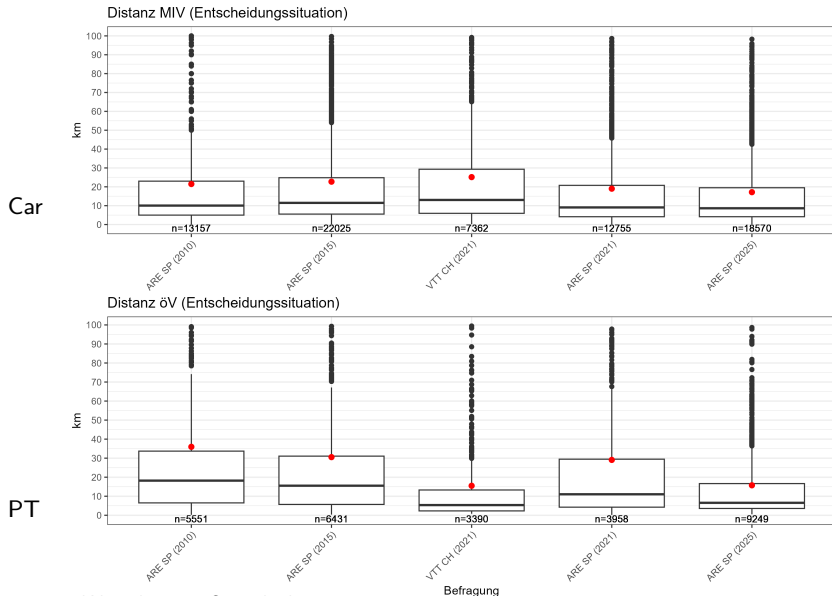 Distanz MIV (Entscheidungssituation)
100
90
80
70
60
50
40
30
20
10
0
km
Car
n=13157 n=22025 n=7362 n=12755 n=18570
ARE SP (2010) ARE SP (2015) VTT CH (2021) ARE SP (2021) ARE SP (2025)
Distanz öV (Entscheidungssituation)
100
90
80
70
60
50
40
30
20
10
0
km
PT
n=5551 n=6431 n=3390 n=3958 n=9249
ARE SP (2010) ARE SP (2015) VTT CH (2021) ARE SP (2021) ARE SP (2025)
Befragung